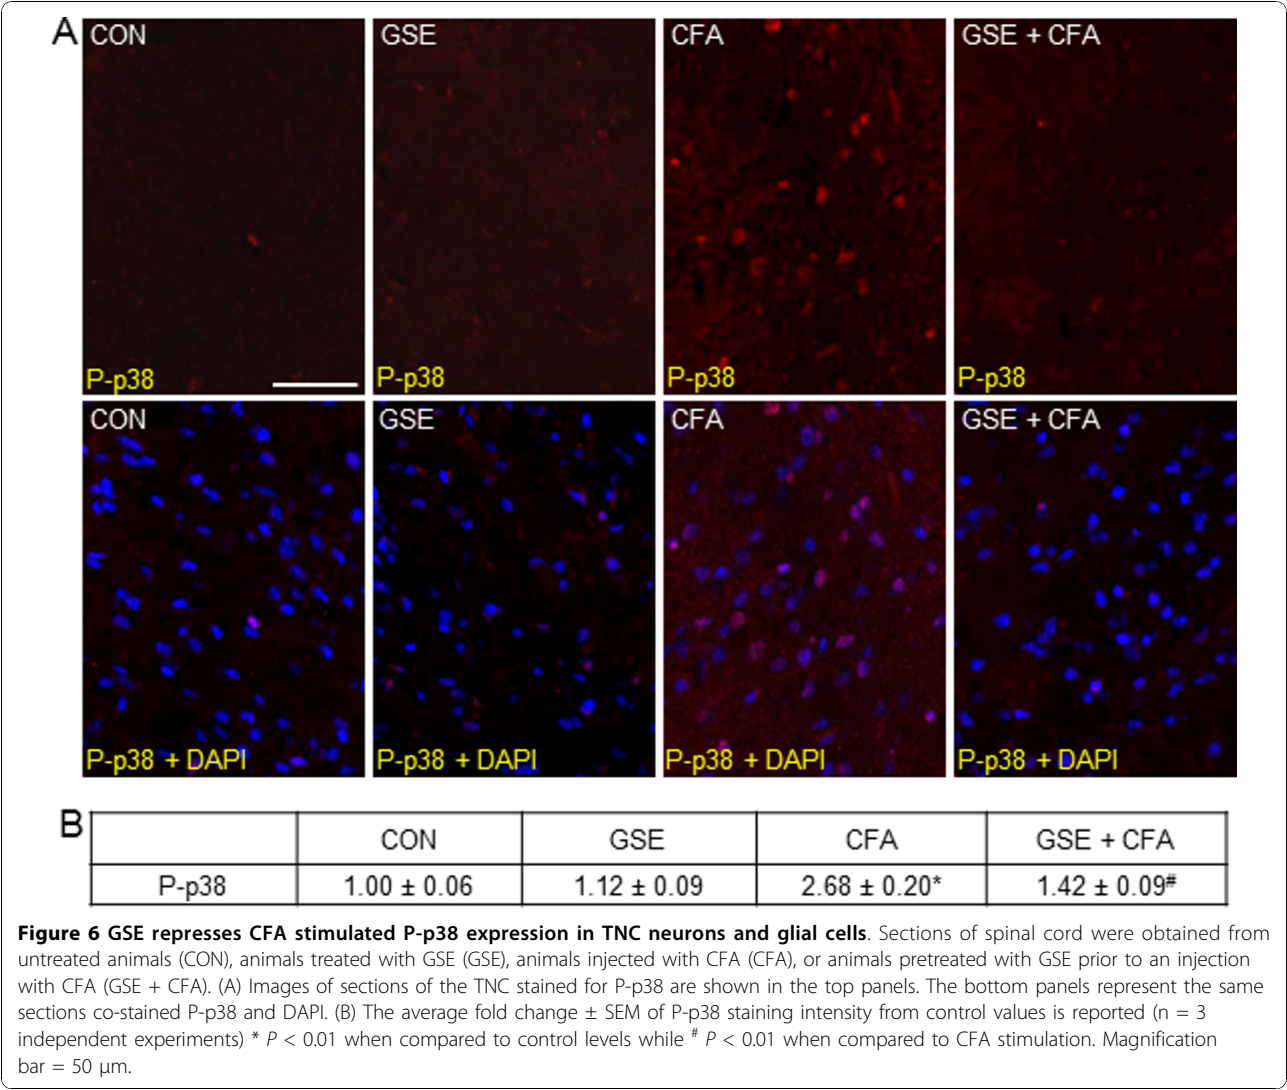 A
CON
GSE
CFA
GSE + CFA
P-p38
P-p38
P-p38
P-p38
CON
GSE
CFA
GSE + CFA
P-p38 + DAPI
P-p38 + DAPI
P-p38 + DAPI
P-p38 + DAPI
B
CON GSE CFA GSE + CFA
P-p38 1.00 ± 0.06 1.12 ± 0.09 2.68 ± 0.20* 1.42 ± 0.09#
Figure 6 GSE represses CFA stimulated P-p38 expression in TNC neurons and glial cells. Sections of spinal cord were obtained from
untreated animals (CON), animals treated with GSE (GSE), animals injected with CFA (CFA), or animals pretreated with GSE prior to an injection
with CFA (GSE + CFA). (A) Images of sections of the TNC stained for P-p38 are shown in the top panels. The bottom panels represent the same
sections co-stained P-p38 and DAPI. (B) The average fold change ± SEM of P-p38 staining intensity from control values is reported (n = 3
independent experiments) * P < 0.01 when compared to control levels while # P < 0.01 when compared to CFA stimulation. Magnification
bar = 50 μm.